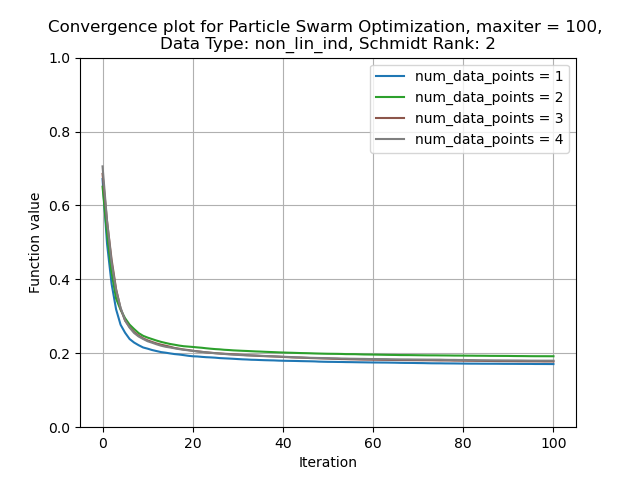 Convergence plot for Particle Swarm Optimization, maxiter = 100,
Data Type: non_lin_ind, Schmidt Rank: 2
1.0
0.8
0.6
0.4
0.2
0.0
Function value
num_data_points = 1
num_data_points = 2
num_data_points = 3
num_data_points = 4
0 20 40 60 80 100
Iteration